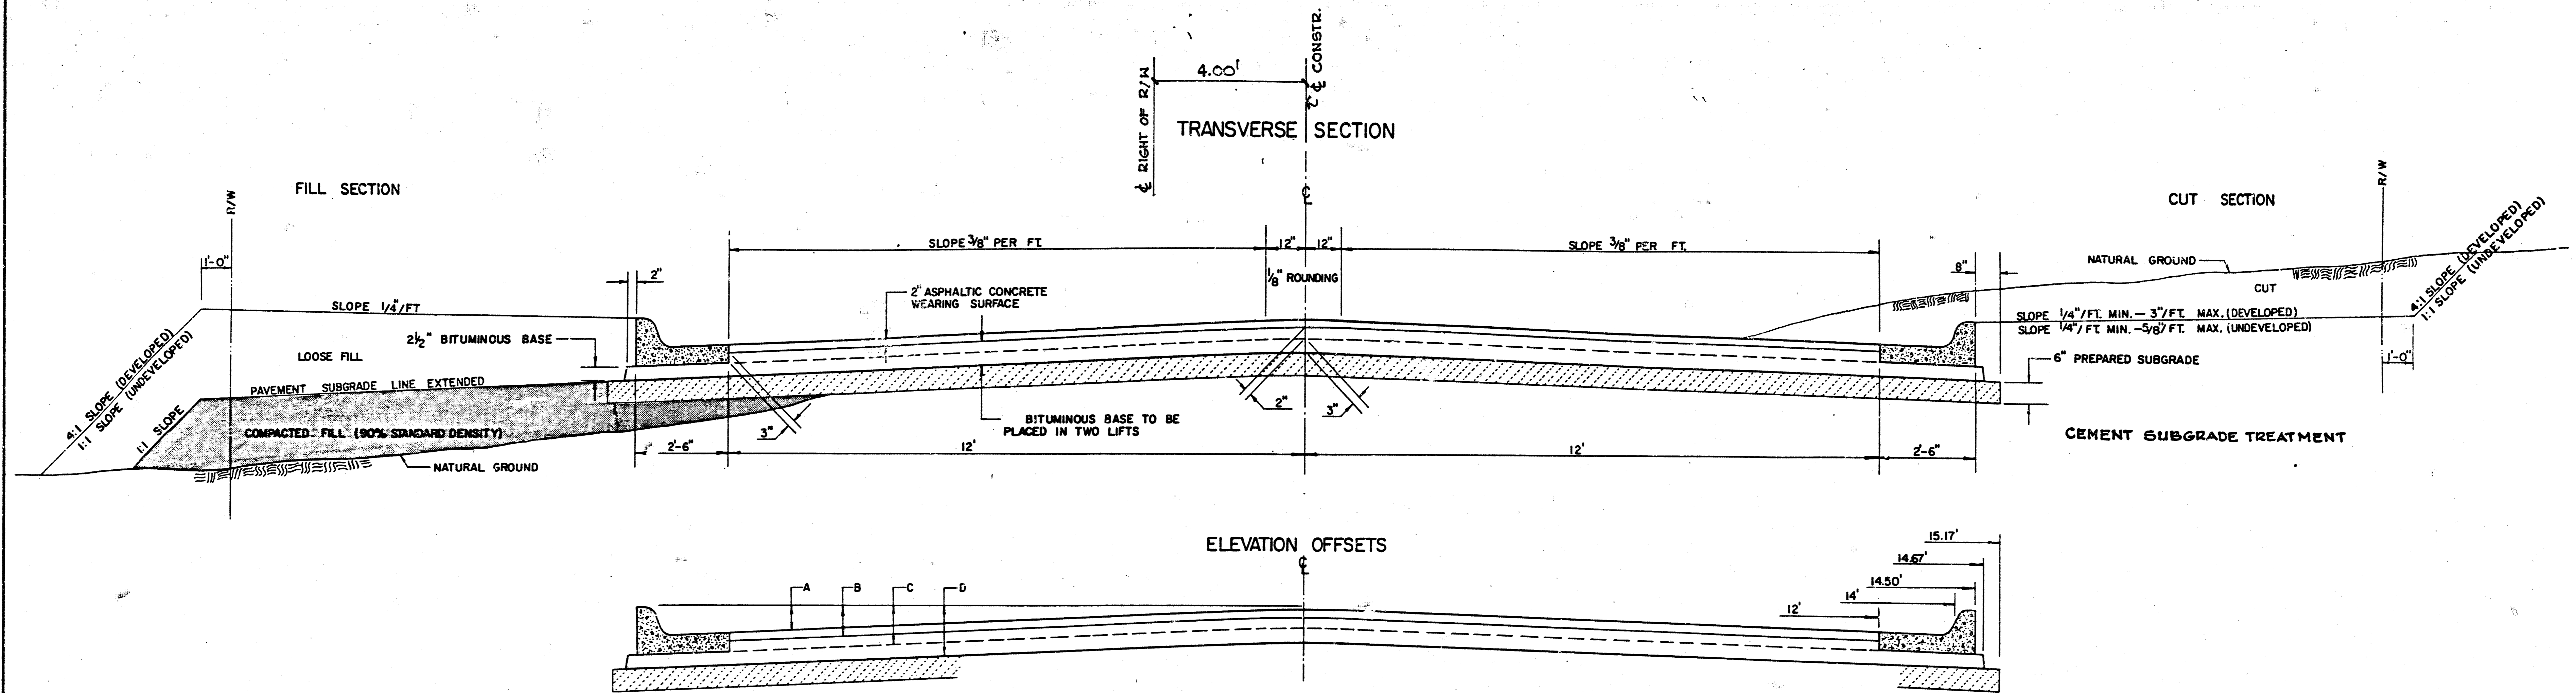 ℄ CONSTR.
℄ RIGHT OF R/W
4.00'
TRANSVERSE SECTION
FILL SECTION
CUT SECTION
R/W
℄
R/W
4:1 SLOPE (DEVELOPED)
1:1 SLOPE (UNDEVELOPED)
SLOPE 3/8" PER FT.
12"
12"
SLOPE 3/8" PER FT.
1'-0"
2"
1/8" ROUNDING
8"
NATURAL GROUND
CUT
2" ASPHALTIC CONCRETE
WEARING SURFACE
SLOPE 1/4"/FT
SLOPE 1/4"/FT. MIN. — 3"/FT. MAX. (DEVELOPED)
SLOPE 1/4"/FT MIN. —5/8"/FT. MAX. (UNDEVELOPED)
2½" BITUMINOUS BASE
LOOSE FILL
6" PREPARED SUBGRADE
1'-0"
4:1 SLOPE (DEVELOPED)
1:1 SLOPE (UNDEVELOPED)
PAVEMENT SUBGRADE LINE EXTENDED
1:1 SLOPE
2"
3"
3"
BITUMINOUS BASE TO BE
PLACED IN TWO LIFTS
COMPACTED FILL (90% STANDARD DENSITY)
CEMENT SUBGRADE TREATMENT
2'-6"
12'
12'
2'-6"
NATURAL GROUND
ELEVATION OFFSETS
℄
15.17'
14.67'
14.50'
14'
12'
A
B
C
D